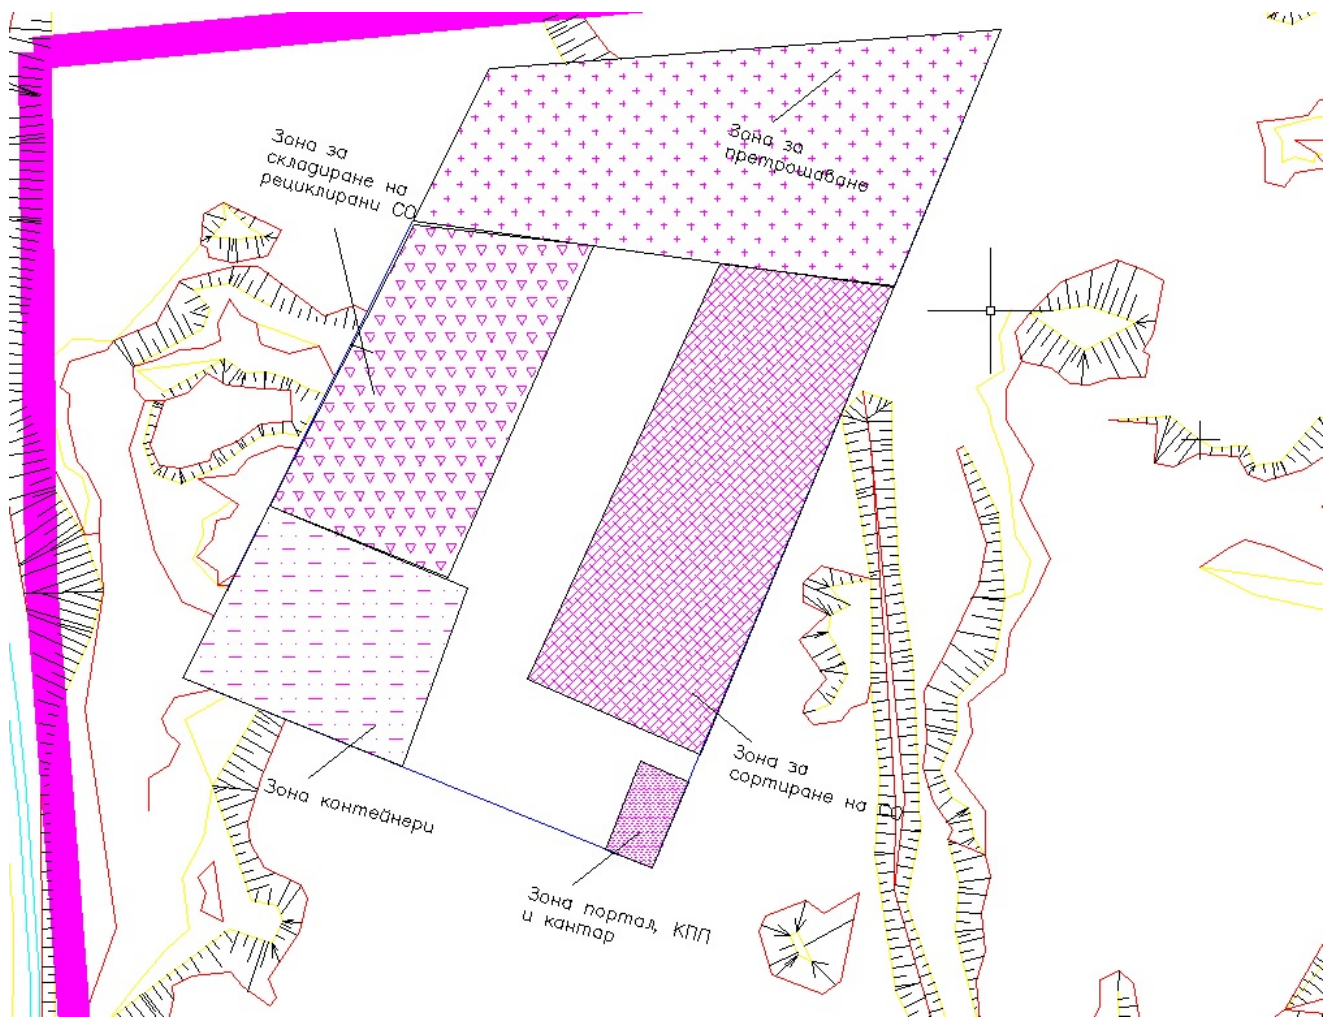 Зона за
складиране на
рециклирани СО
Зона за
претрошаване
Зона за
сортиране на СО
Зона контейнери
Зона портал, КПП
и кантар